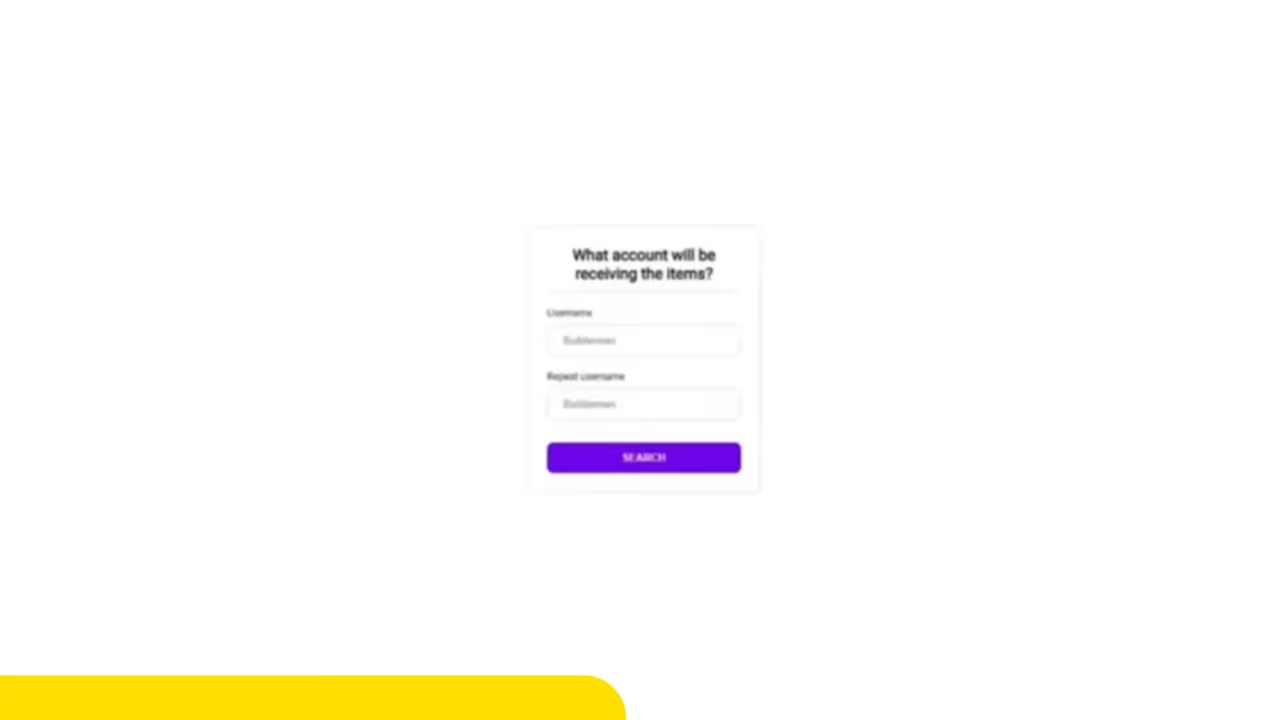 What account will be
receiving the items?
Username
Repeat username
SEARCH